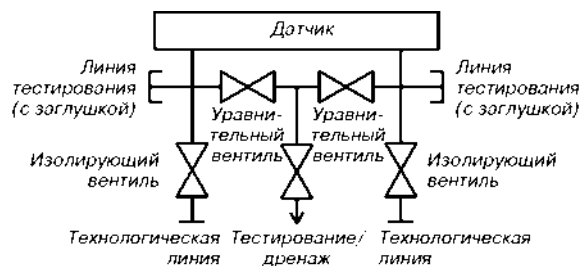 Датчик
Линия
тестирования
(с заглушкой)
Линия
тестирования
(с заглушкой)
Уравни-
тельный
вентиль
Уравни-
тельный
вентиль
Изолирующий
вентиль
Изолирующий
вентиль
Технологическая
линия
Тестирование/
дренаж
Технологическая
линия